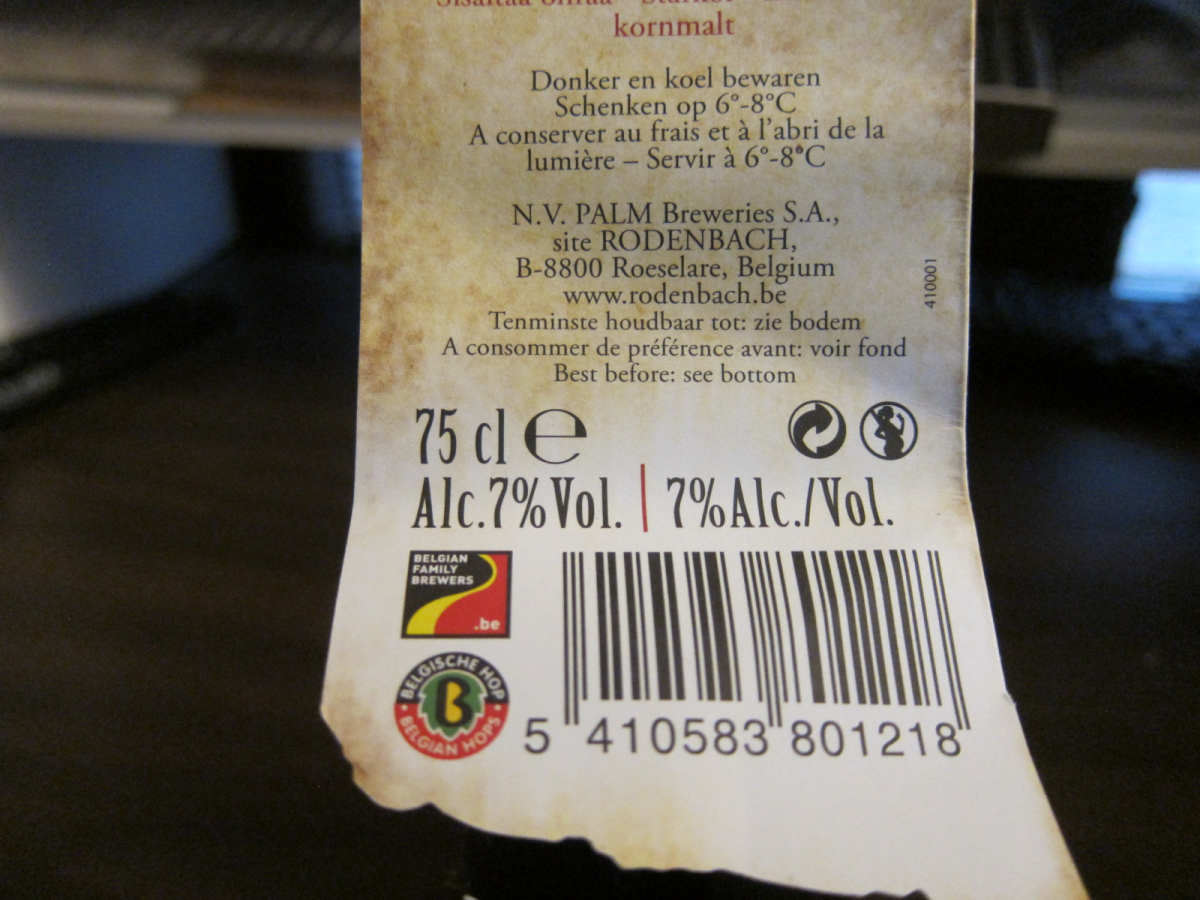 Sisältää ohraa
kornmalt
Donker en koel bewaren
Schenken op 6°-8°C
A conserver au frais et à l'abri de la
lumière – Servir à 6°-8°C
N.V. PALM Breweries S.A.,
site RODENBACH,
B-8800 Roeselare, Belgium
www.rodenbach.be
410001
Tenminste houdbaar tot: zie bodem
A consommer de préférence avant: voir fond
Best before: see bottom
75 cl e
Alc.7%Vol. | 7%Alc./Vol.
BELGIAN
FAMILY
BREWERS
.be
BELGISCHE HOP
B
BELGIAN HOPS
5 410583 801218